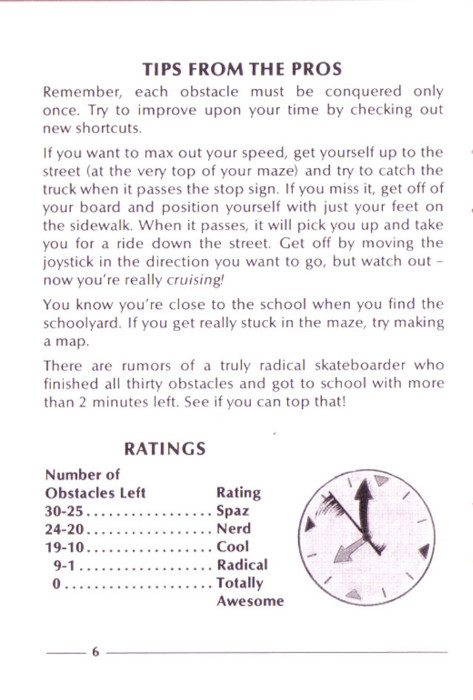 TIPS FROM THE PROS
Remember, each obstacle must be conquered only
once. Try to improve upon your time by checking out
new shortcuts.
If you want to max out your speed, get yourself up to the
street (at the very top of your maze) and try to catch the
truck when it passes the stop sign. If you miss it, get off of
your board and position yourself with just your feet on
the sidewalk. When it passes, it will pick you up and take
you for a ride down the street. Get off by moving the
joystick in the direction you want to go, but watch out –
now you're really cruising!
You know you're close to the school when you find the
schoolyard. If you get really stuck in the maze, try making
a map.
There are rumors of a truly radical skateboarder who
finished all thirty obstacles and got to school with more
than 2 minutes left. See if you can top that!
RATINGS
Number of
Obstacles Left Rating
30-25................. Spaz
24-20................. Nerd
19-10................. Cool
9-1.................. Radical
0.................... Totally
Awesome
6